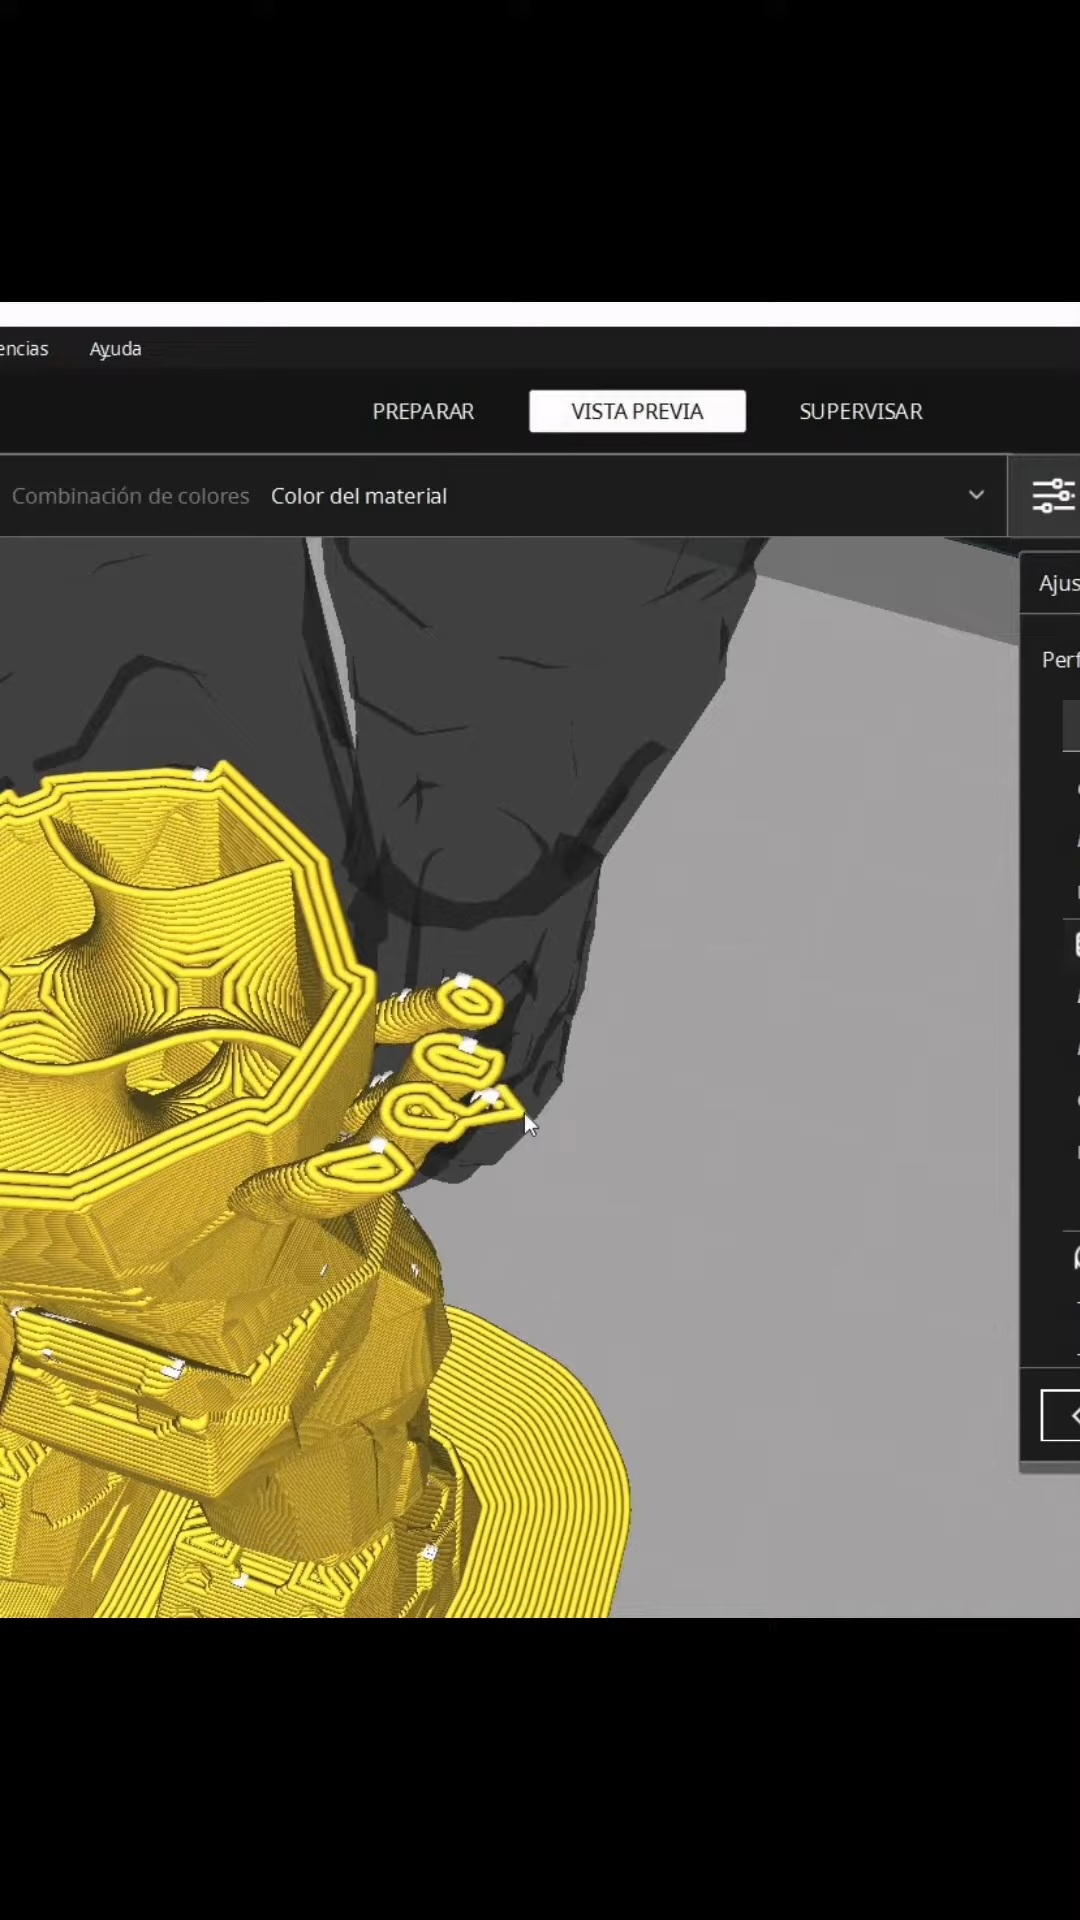 encias Ayuda
PREPARAR VISTA PREVIA SUPERVISAR
Combinación de colores Color del material
Ajus
Perf